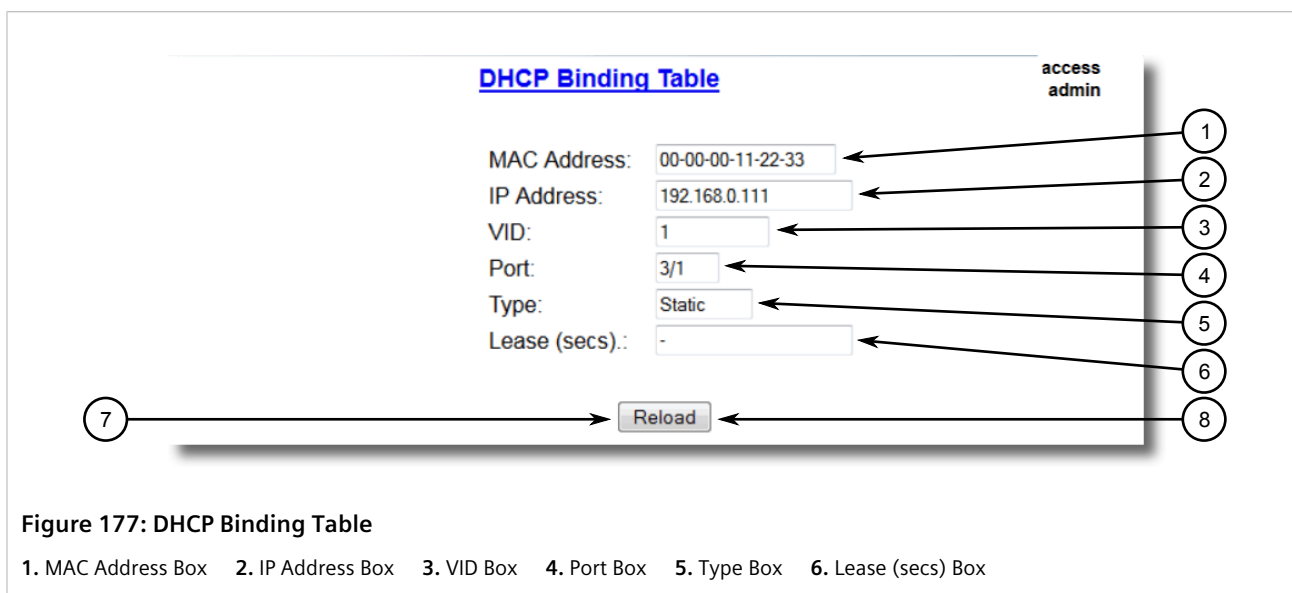 DHCP Binding Table
access
admin
MAC Address: 00-00-00-11-22-33
1
IP Address: 192.168.0.111
2
VID: 1
3
Port: 3/1
4
Type: Static
5
Lease (secs).: -
6
7
Reload
8
Figure 177: DHCP Binding Table
1. MAC Address Box 2. IP Address Box 3. VID Box 4. Port Box 5. Type Box 6. Lease (secs) Box